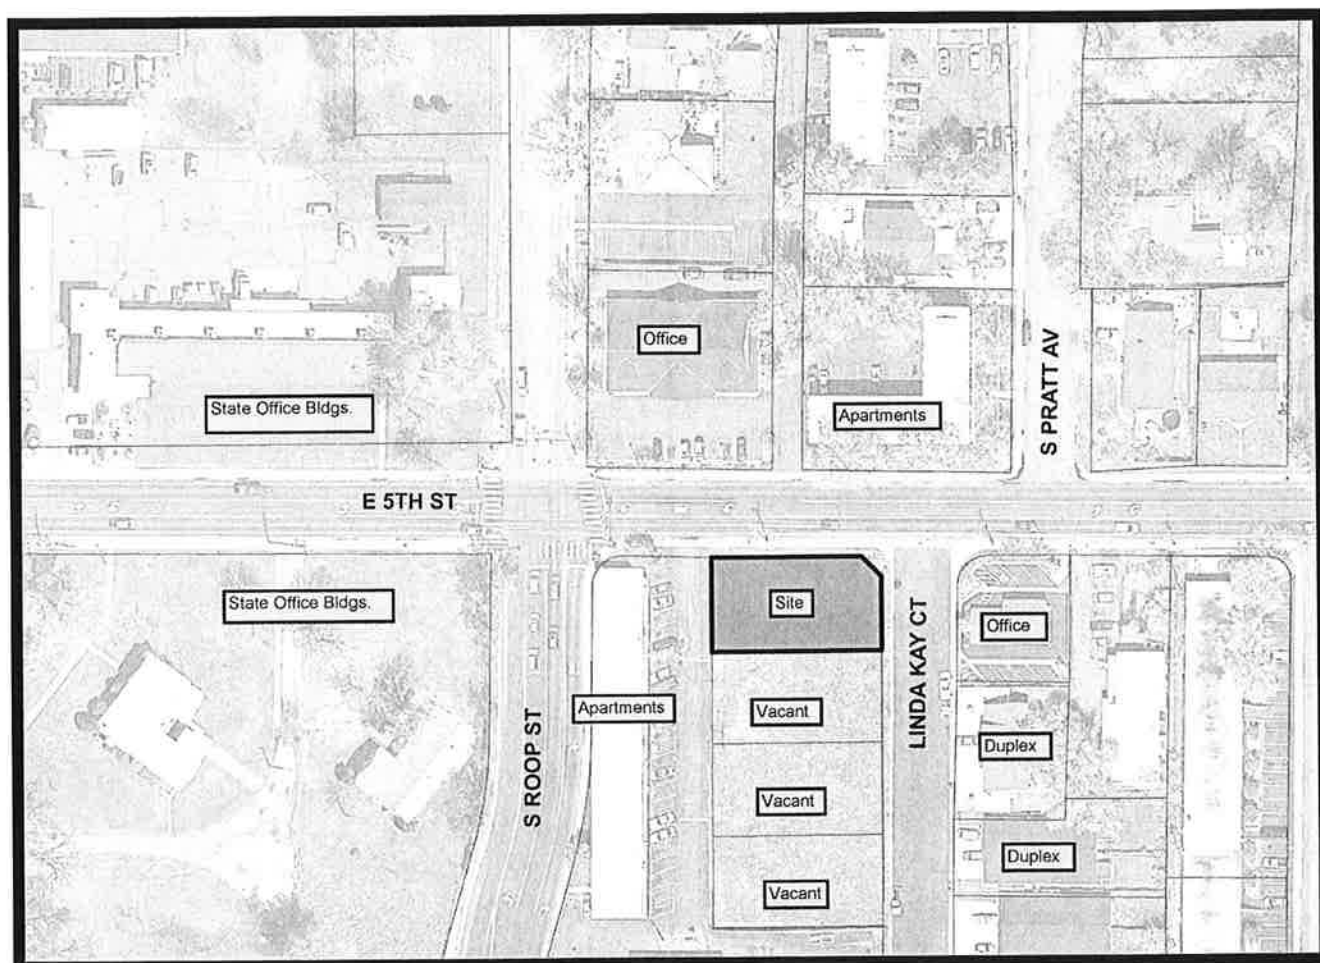 Office
State Office Bldgs.
Apartments
S PRATT AV
E 5TH ST
State Office Bldgs.
Site
Office
S ROOP ST
Apartments
Vacant
LINDA KAY CT
Duplex
Vacant
Duplex
Vacant